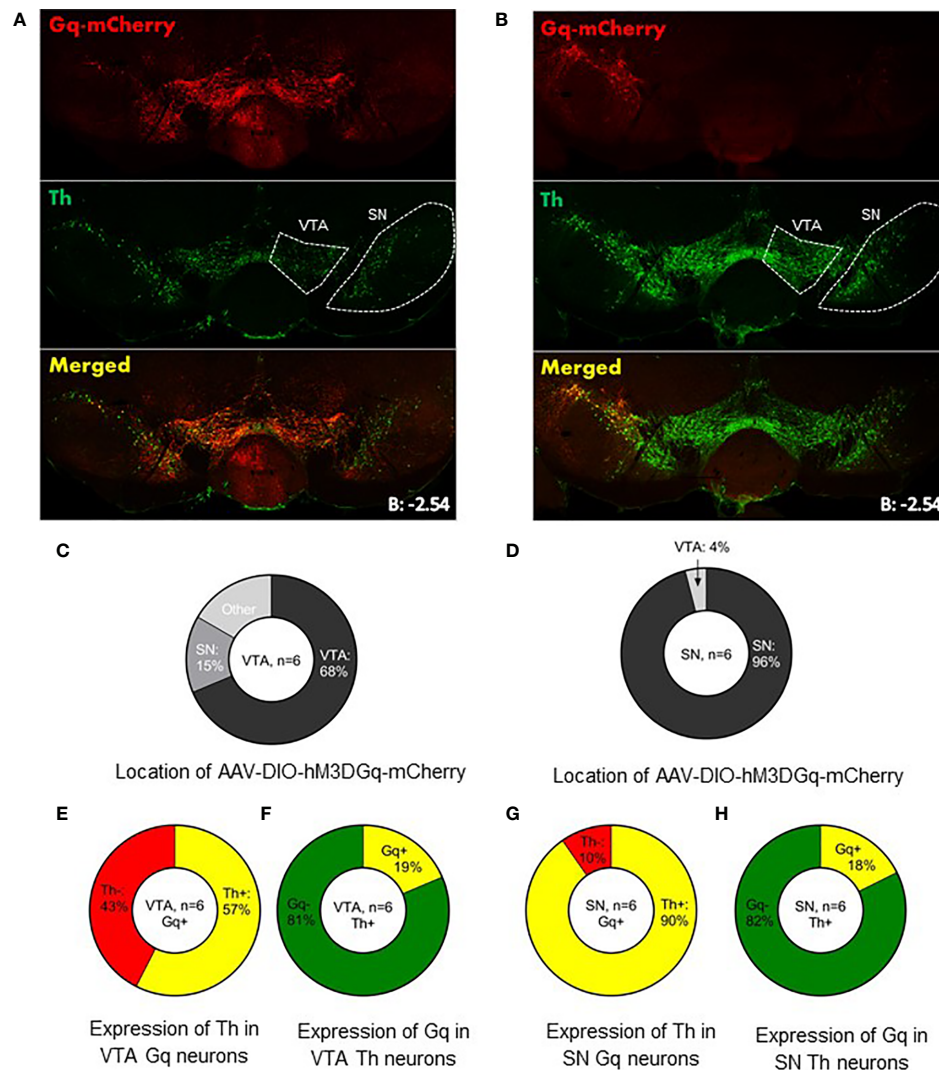 A
Gq-mCherry
Th
VTA
SN
Merged
B: -2.54
B
Gq-mCherry
Th
VTA
SN
Merged
B: -2.54
C
Other
SN:
15%
VTA, n=6
VTA:
68%
Location of AAV-DIO-hM3DGq-mCherry
D
VTA: 4%
SN, n=6
SN:
96%
Location of AAV-DIO-hM3DGq-mCherry
E
Th-:
43%
VTA, n=6
Gq+
Th+:
57%
Expression of Th in
VTA Gq neurons
F
Gq+
19%
Gq-
81%
VTA, n=6
Th+
Expression of Gq in
VTA Th neurons
G
Th-:
10%
SN, n=6
Gq+
Th+:
90%
Expression of Th in
SN Gq neurons
H
Gq+
18%
Gq-
82%
SN, n=6
Th+
Expression of Gq in
SN Th neurons